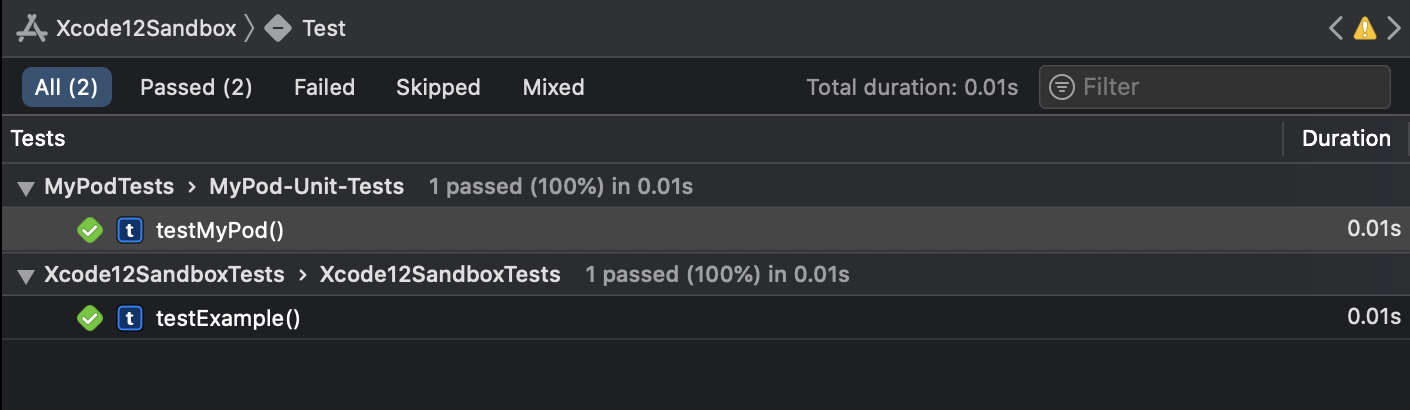 Xcode12Sandbox Test
All (2) Passed (2) Failed Skipped Mixed Total duration: 0.01s Filter
Tests Duration
MyPodTests > MyPod-Unit-Tests 1 passed (100%) in 0.01s
t testMyPod() 0.01s
Xcode12SandboxTests > Xcode12SandboxTests 1 passed (100%) in 0.01s
t testExample() 0.01s